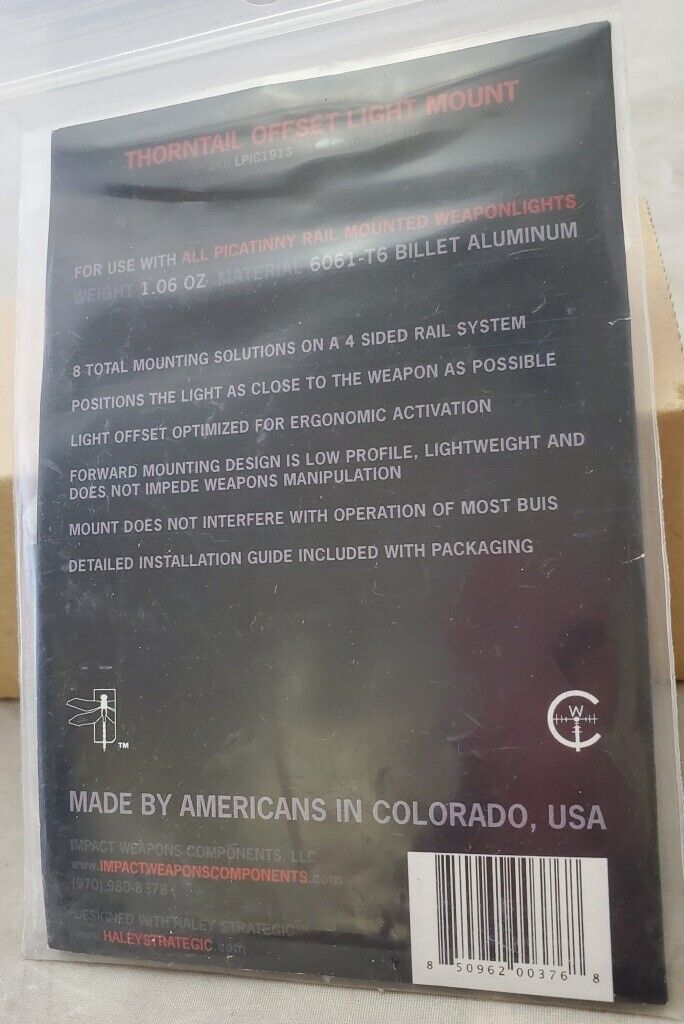 THORNTAIL OFFSET LIGHT MOUNT
SKU LPIC1913
FOR USE WITH ALL PICATINNY RAIL MOUNTED WEAPONLIGHTS
WEIGHT 1.06 OZ MATERIAL 6061-T6 BILLET ALUMINUM
8 TOTAL MOUNTING SOLUTIONS ON A 4 SIDED RAIL SYSTEM
POSITIONS THE LIGHT AS CLOSE TO THE WEAPON AS POSSIBLE
LIGHT OFFSET OPTIMIZED FOR ERGONOMIC ACTIVATION
FORWARD MOUNTING DESIGN IS LOW PROFILE, LIGHTWEIGHT AND
DOES NOT IMPEDE WEAPONS MANIPULATION
MOUNT DOES NOT INTERFERE WITH OPERATION OF MOST BUIS
DETAILED INSTALLATION GUIDE INCLUDED WITH PACKAGING
TM
W
MADE BY AMERICANS IN COLORADO, USA
IMPACT WEAPONS COMPONENTS, LLC
www.IMPACTWEAPONSCOMPONENTS.com
(970) 980-8378
DESIGNED WITH HALEY STRATEGIC
www.HALEYSTRATEGIC.com
8 50962 00376 8